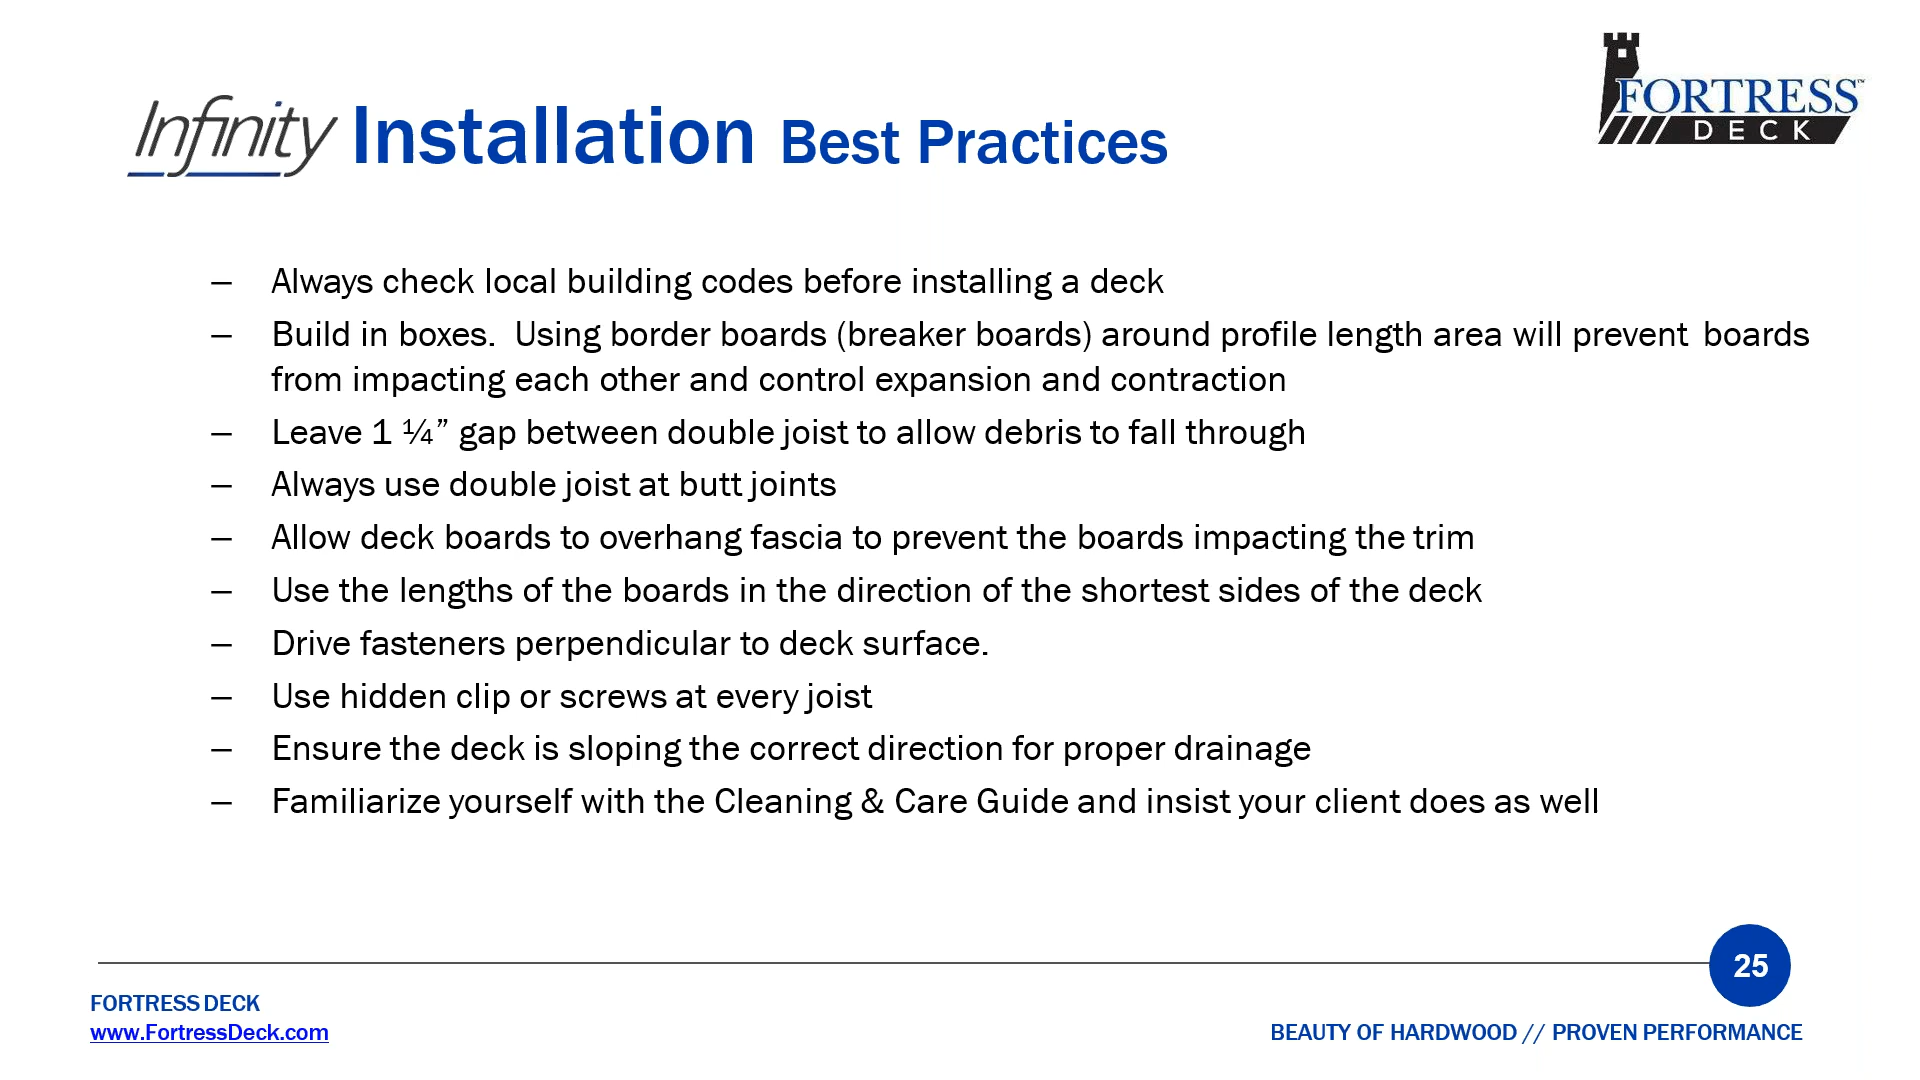 FORTRESS™
DECK
Infinity Installation Best Practices
– Always check local building codes before installing a deck
– Build in boxes.  Using border boards (breaker boards) around profile length area will prevent boards
from impacting each other and control expansion and contraction
– Leave 1 ¼” gap between double joist to allow debris to fall through
– Always use double joist at butt joints
– Allow deck boards to overhang fascia to prevent the boards impacting the trim
– Use the lengths of the boards in the direction of the shortest sides of the deck
– Drive fasteners perpendicular to deck surface.
– Use hidden clip or screws at every joist
– Ensure the deck is sloping the correct direction for proper drainage
– Familiarize yourself with the Cleaning & Care Guide and insist your client does as well
25
FORTRESS DECK
www.FortressDeck.com
BEAUTY OF HARDWOOD // PROVEN PERFORMANCE